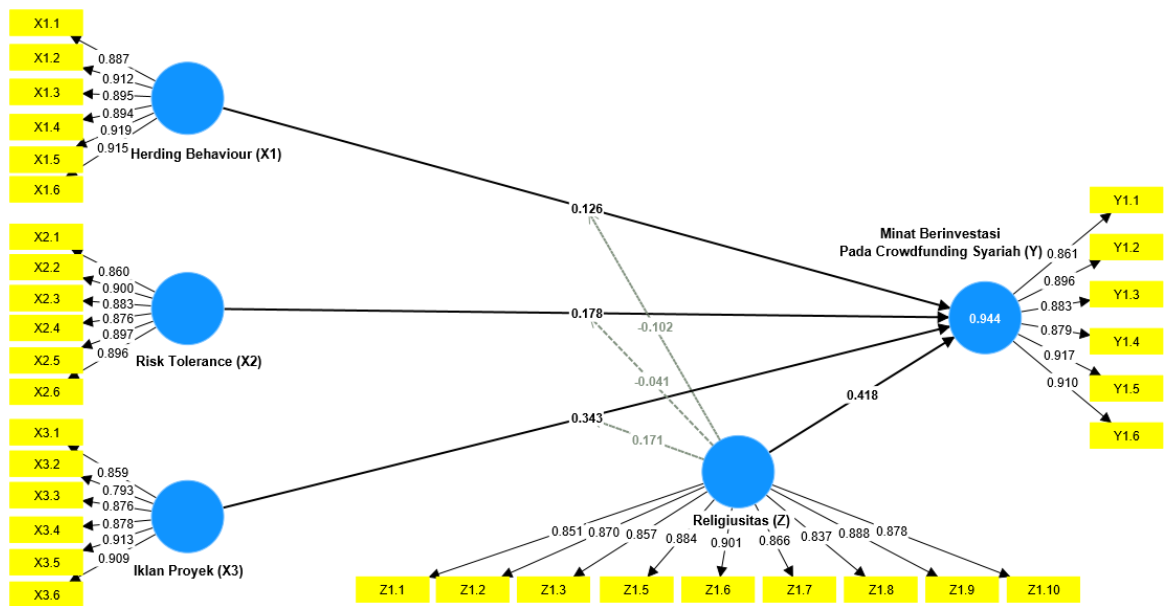 X1.1
X1.2
X1.3
X1.4
X1.5
X1.6
0.887
0.912
0.895
0.894
0.919
0.915
Herding Behaviour (X1)
X2.1
X2.2
X2.3
X2.4
X2.5
X2.6
0.860
0.900
0.883
0.876
0.897
0.896
Risk Tolerance (X2)
X3.1
X3.2
X3.3
X3.4
X3.5
X3.6
0.859
0.793
0.876
0.878
0.913
0.909
Iklan Proyek (X3)
0.126
0.178
0.343
-0.102
-0.041
0.171
0.418
Minat Berinvestasi
Pada Crowdfunding Syariah (Y)
0.944
0.861
0.896
0.883
0.879
0.917
0.910
Y1.1
Y1.2
Y1.3
Y1.4
Y1.5
Y1.6
Religiusitas (Z)
0.851
0.870
0.857
0.884
0.901
0.866
0.837
0.888
0.878
Z1.1
Z1.2
Z1.3
Z1.5
Z1.6
Z1.7
Z1.8
Z1.9
Z1.10